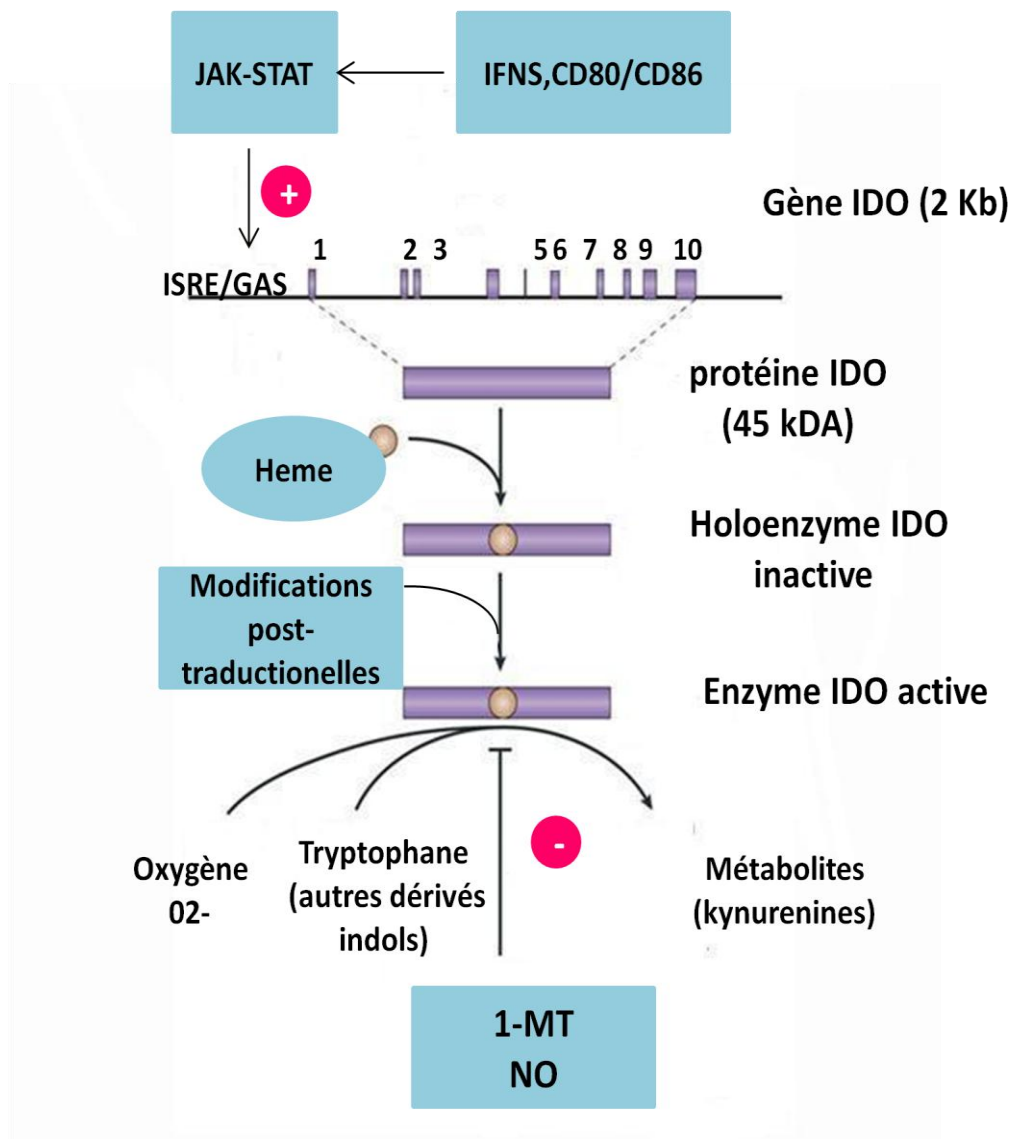 JAK-STAT
IFNS,CD80/CD86
+
Gène IDO (2 Kb)
1 2 3 5 6 7 8 9 10
ISRE/GAS
protéine IDO
(45 kDA)
Heme
Holoenzyme IDO
inactive
Modifications
post-
traductionelles
Enzyme IDO active
-
Oxygène
02-
Tryptophane
(autres dérivés
indols)
Métabolites
(kynurenines)
1-MT
NO